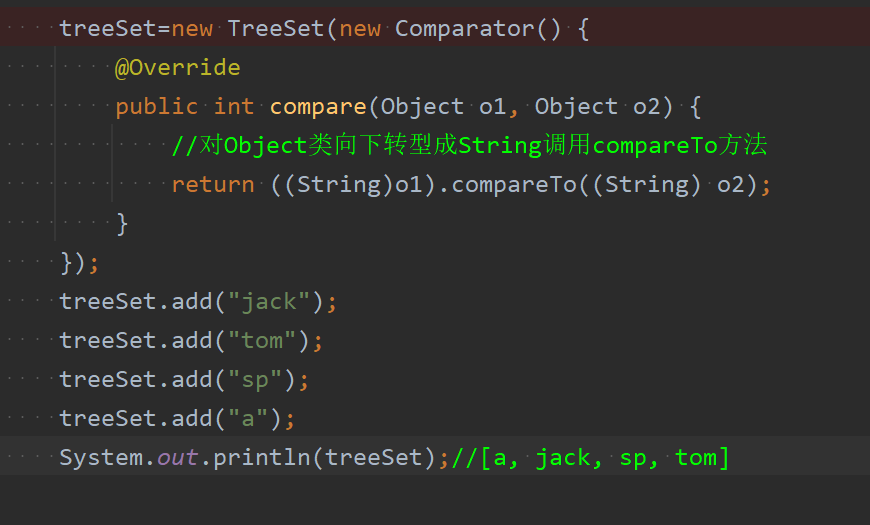 treeSet=new TreeSet(new Comparator() {
@Override
public int compare(Object o1, Object o2) {
//对Object类向下转型成String调用compareTo方法
return ((String)o1).compareTo((String) o2);
}
});
treeSet.add("jack");
treeSet.add("tom");
treeSet.add("sp");
treeSet.add("a");
System.out.println(treeSet);//[a, jack, sp, tom]